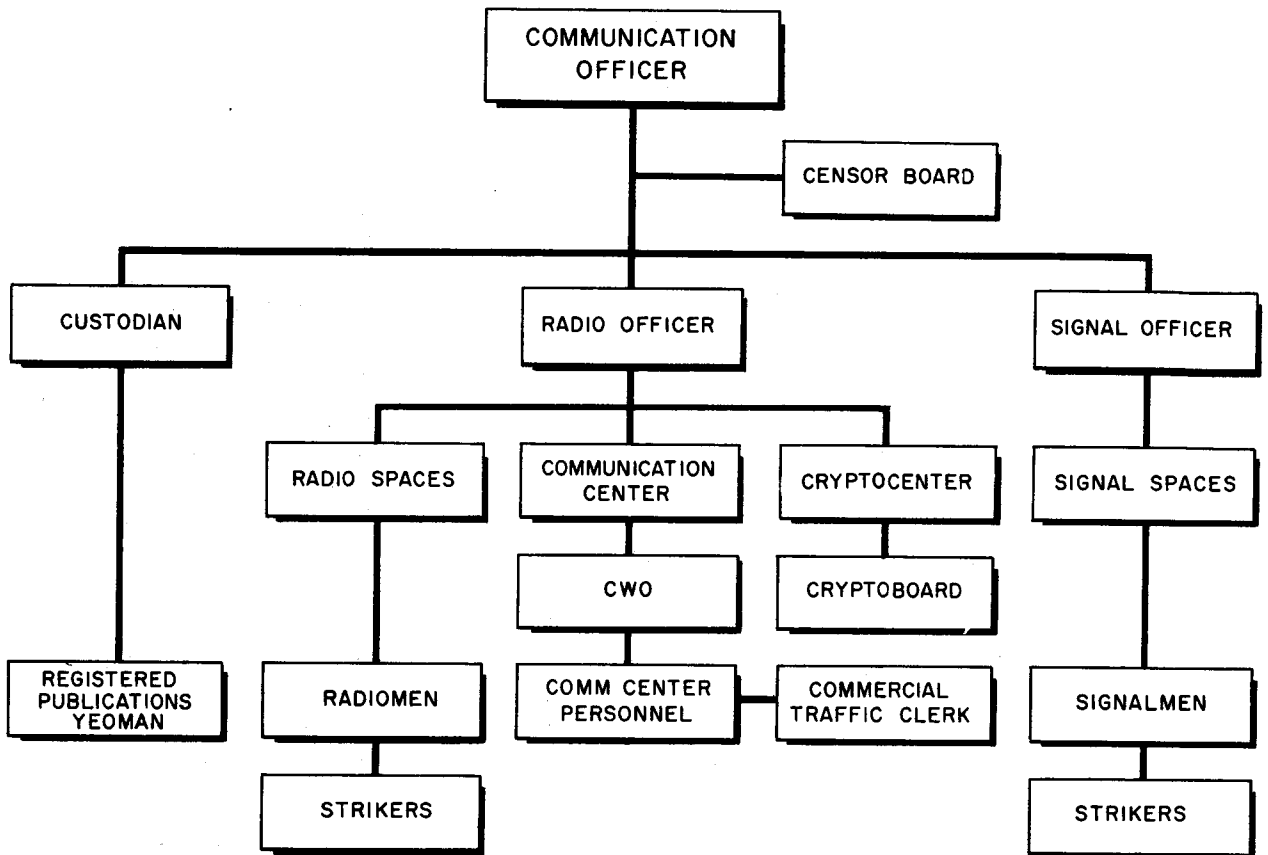 COMMUNICATION
OFFICER
CENSOR BOARD
CUSTODIAN
RADIO OFFICER
SIGNAL OFFICER
RADIO SPACES
COMMUNICATION
CENTER
CRYPTOCENTER
SIGNAL SPACES
CWO
CRYPTOBOARD
REGISTERED
PUBLICATIONS
YEOMAN
RADIOMEN
COMM CENTER
PERSONNEL
COMMERCIAL
TRAFFIC CLERK
SIGNALMEN
STRIKERS
STRIKERS